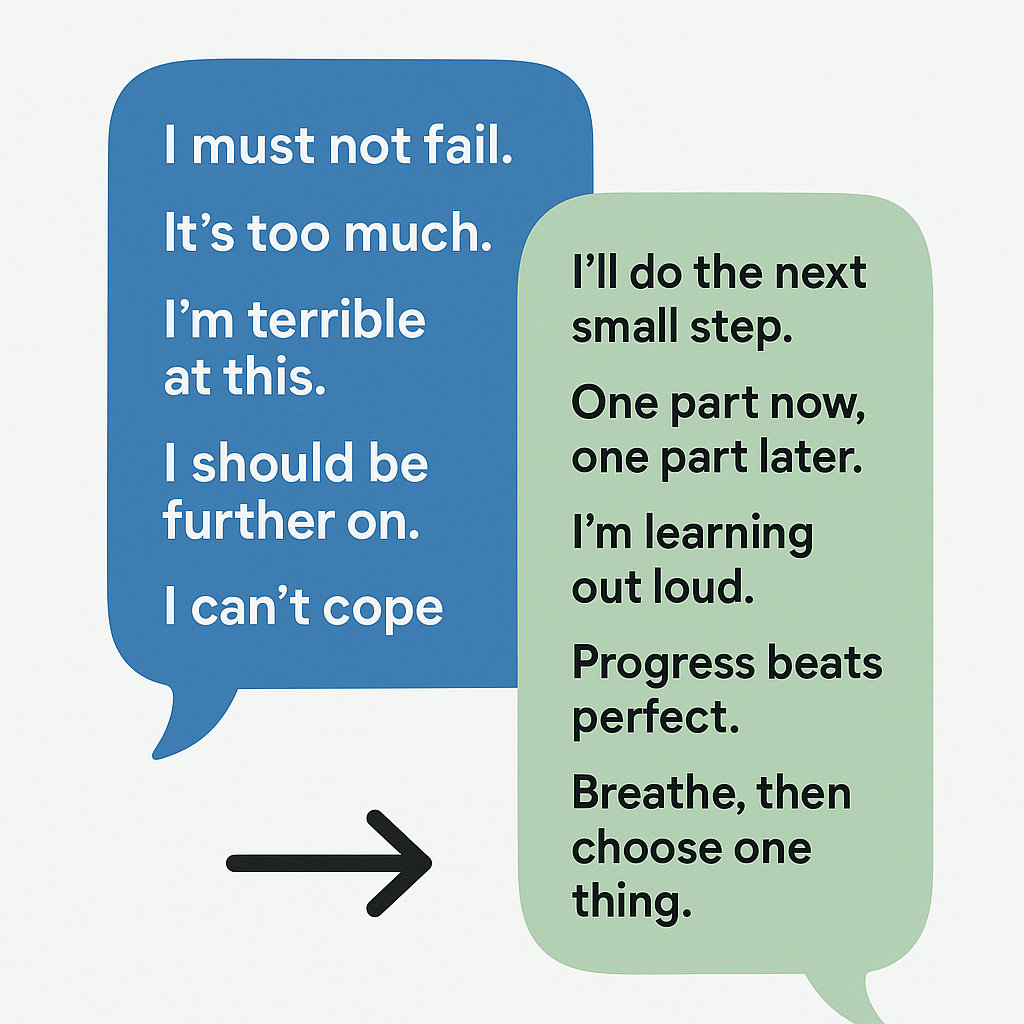 I must not fail.
It’s too much.
I’m terrible
at this.
I should be
further on.
I can’t cope
I’ll do the next
small step.
One part now,
one part later.
I’m learning
out loud.
Progress beats
perfect.
Breathe, then
choose one
thing.